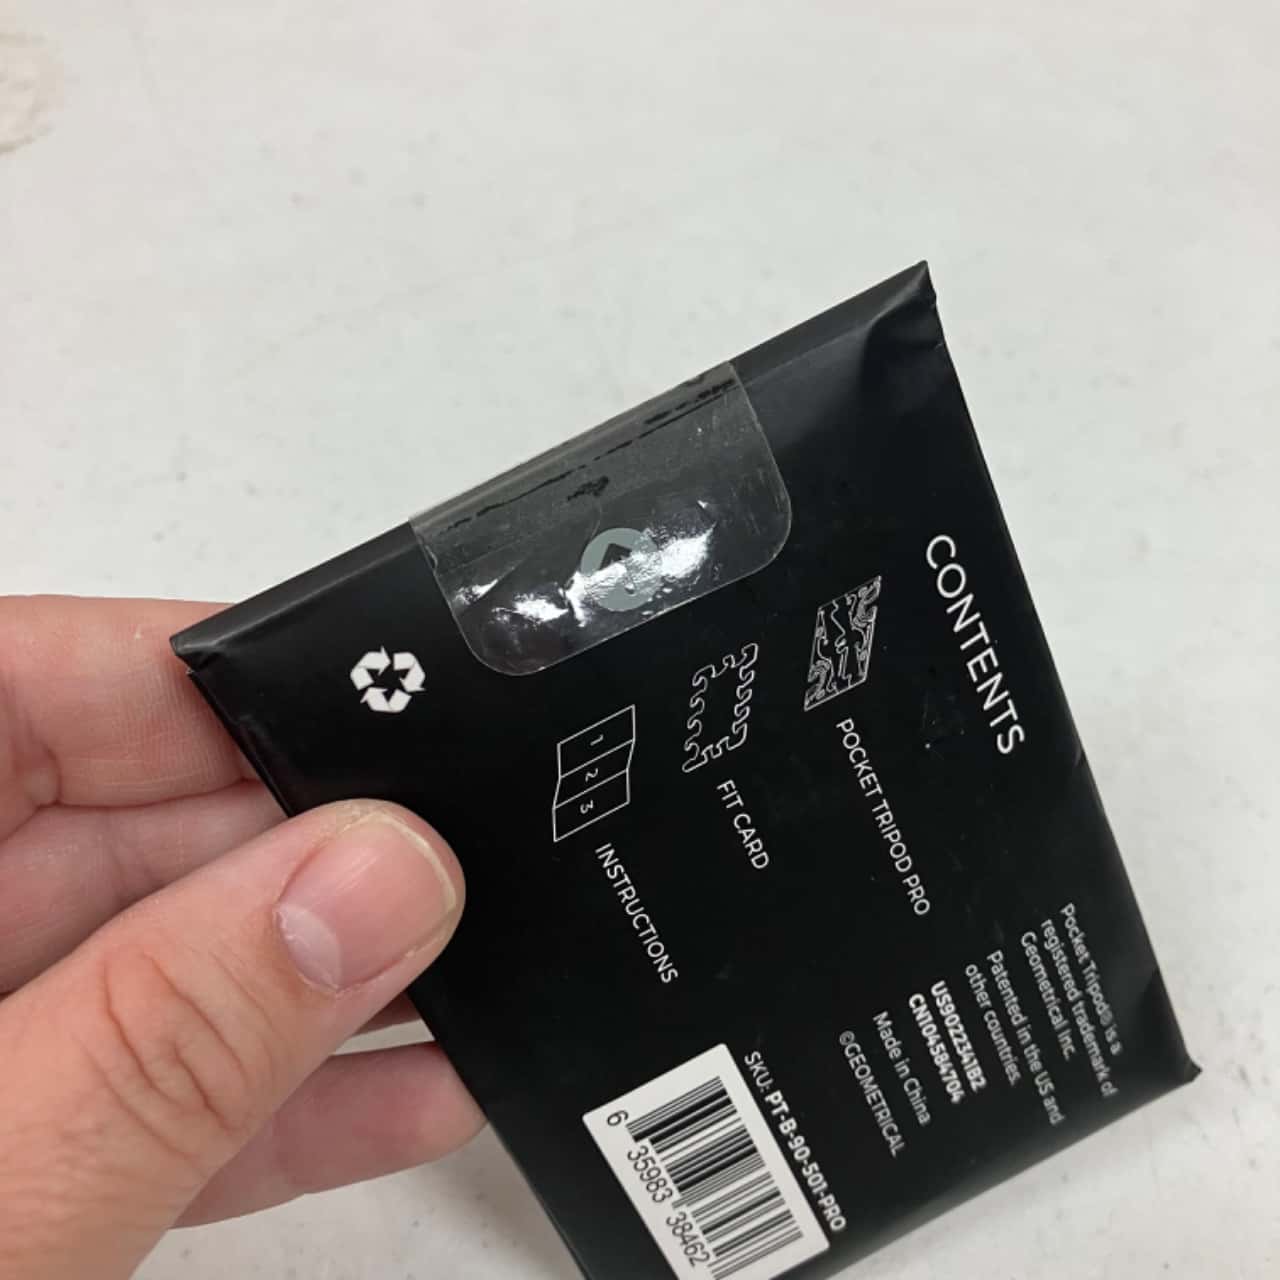 CONTENTS
POCKET TRIPOD PRO
FIT CARD
1
2
3
INSTRUCTIONS
Pocket Tripod® is a
registered trademark of
Geometrical Inc.
Patented in the US and
other countries.
US9022341B2
CN104584704
Made in China
©GEOMETRICAL
SKU: PT-B-90-501-PRO
6 35983 38462